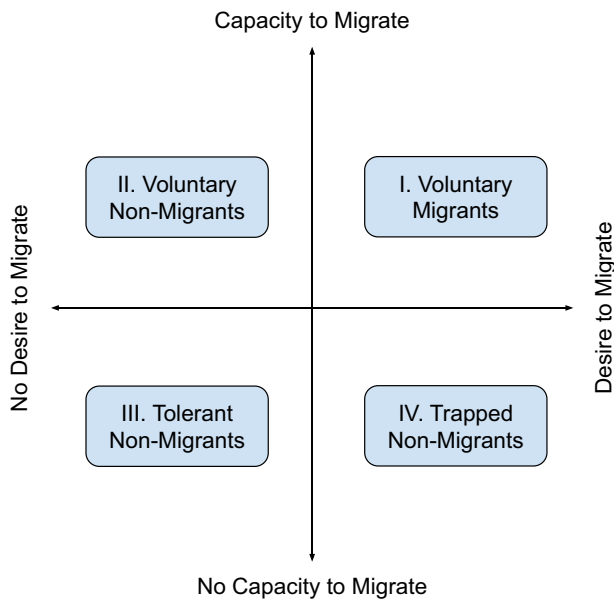 Capacity to Migrate
II. Voluntary
Non-Migrants
I. Voluntary
Migrants
No Desire to Migrate
Desire to Migrate
III. Tolerant
Non-Migrants
IV. Trapped
Non-Migrants
No Capacity to Migrate